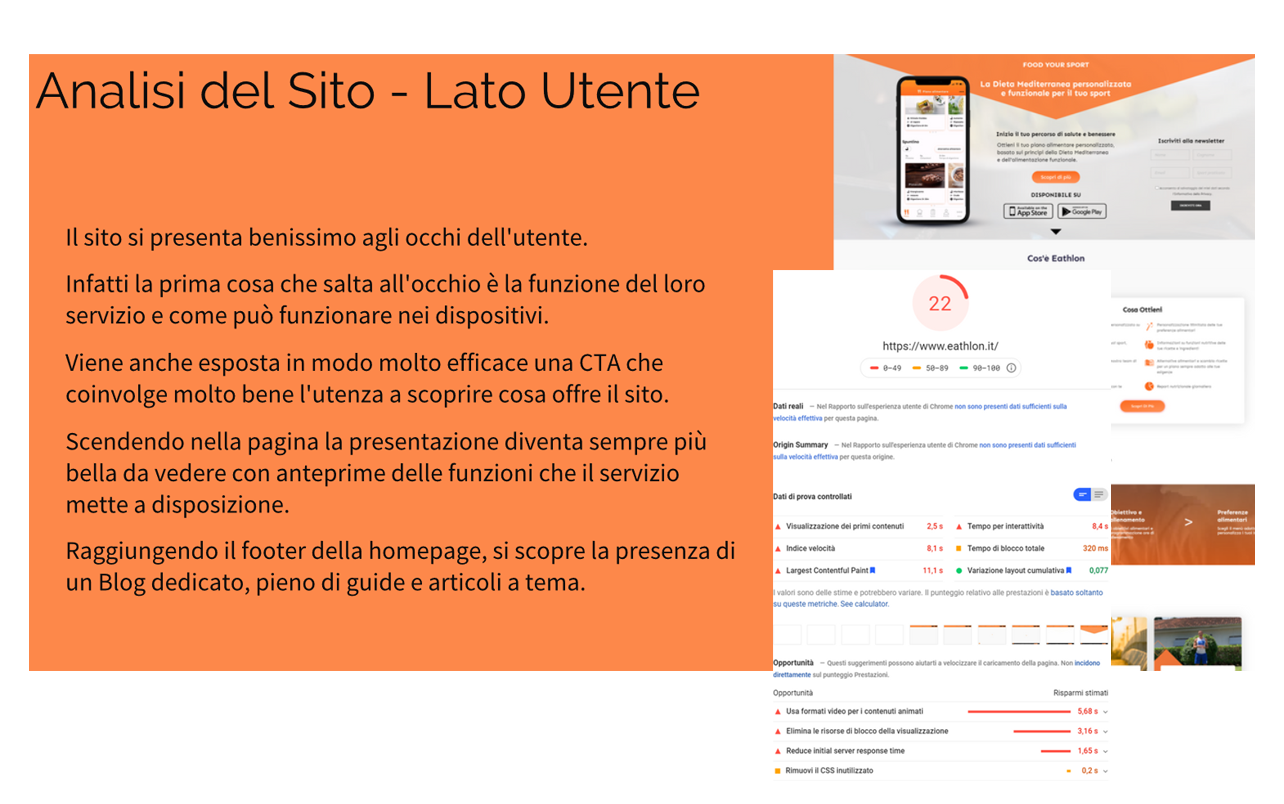 Analisi del Sito - Lato Utente
Il sito si presenta benissimo agli occhi dell'utente.
Infatti la prima cosa che salta all'occhio è la funzione del loro
servizio e come può funzionare nei dispositivi.
Viene anche esposta in modo molto efficace una CTA che
coinvolge molto bene l'utenza a scoprire cosa offre il sito.
Scendendo nella pagina la presentazione diventa sempre più
bella da vedere con anteprime delle funzioni che il servizio
mette a disposizione.
Raggiungendo il footer della homepage, si scopre la presenza di
un Blog dedicato, pieno di guide e articoli a tema.
FOOD YOUR SPORT
La Dieta Mediterranea personalizzata
e funzionale per il tuo sport
Inizia il tuo percorso di salute e benessere
Ottieni il tuo piano alimentare personalizzato,
basato sui principi della Dieta Mediterranea
e dell'alimentazione funzionale.
Scopri di più
DISPONIBILE SU
App Store
Google Play
Iscriviti alla newsletter
Cos'è Eathlon
Cosa Ottieni
Scopri di Più
22
https://www.eathlon.it/
0–49 50–89 90–100
Dati reali — Nel Rapporto sull'esperienza utente di Chrome non sono presenti dati sufficienti sulla
velocità effettiva per questa pagina.
Origin Summary — Nel Rapporto sull'esperienza utente di Chrome non sono presenti dati sufficienti
sulla velocità effettiva per questa origine.
Dati di prova controllati
Visualizzazione dei primi contenuti 2,5 s
Tempo per interattività 8,4 s
Indice velocità 8,1 s
Tempo di blocco totale 320 ms
Largest Contentful Paint 11,1 s
Variazione layout cumulativa 0,077
I valori sono delle stime e potrebbero variare. Il punteggio relativo alle prestazioni è basato soltanto
su queste metriche. See calculator.
Opportunità — Questi suggerimenti possono aiutarti a velocizzare il caricamento della pagina. Non incidono
direttamente sul punteggio Prestazioni.
Opportunità Risparmi stimati
Usa formati video per i contenuti animati 5,68 s
Elimina le risorse di blocco della visualizzazione 3,16 s
Reduce initial server response time 1,65 s
Rimuovi il CSS inutilizzato 0,2 s
Preferenze
alimentari